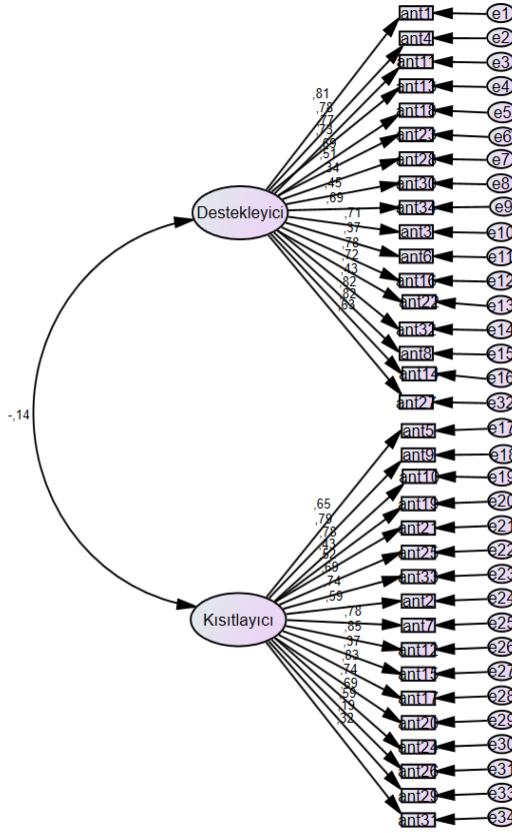 ant1 e1
ant4 e2
ant11 e3
ant13 e4
ant18 e5
ant23 e6
ant28 e7
ant30 e8
ant34 e9
ant3 e10
ant6 e11
ant16 e12
ant22 e13
ant32 e14
ant8 e15
ant14 e16
ant27 e32
,81
,78
,77
,73
,69
,51
,34
,45
,69
,71
,37
,78
,72
,43
,82
,82
,63
Destekleyici
-,14
ant5 e17
ant9 e18
ant10 e19
ant19 e20
ant21 e21
ant25 e22
ant33 e23
ant2 e24
ant7 e25
ant12 e26
ant15 e27
ant17 e28
ant20 e29
ant24 e30
ant26 e31
ant29 e33
ant31 e34
,65
,79
,78
,43
,52
,69
,74
,59
,78
,85
,37
,83
,74
,69
,59
,19
,32
Kısıtlayıcı